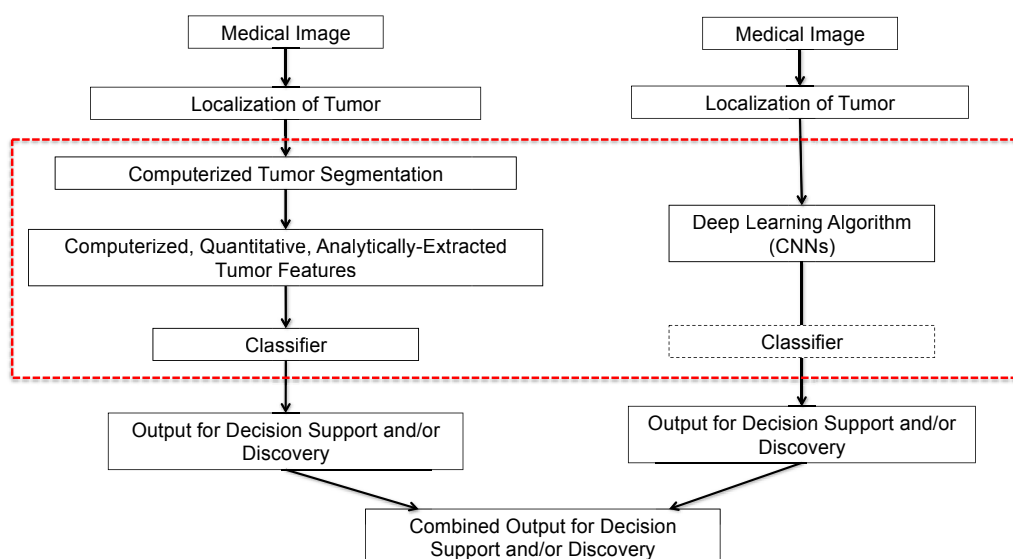 Medical Image
Localization of Tumor
Computerized Tumor Segmentation
Computerized, Quantitative, Analytically-Extracted
Tumor Features
Classifier
Output for Decision Support and/or
Discovery
Medical Image
Localization of Tumor
Deep Learning Algorithm
(CNNs)
Classifier
Output for Decision Support and/or
Discovery
Combined Output for Decision
Support and/or Discovery